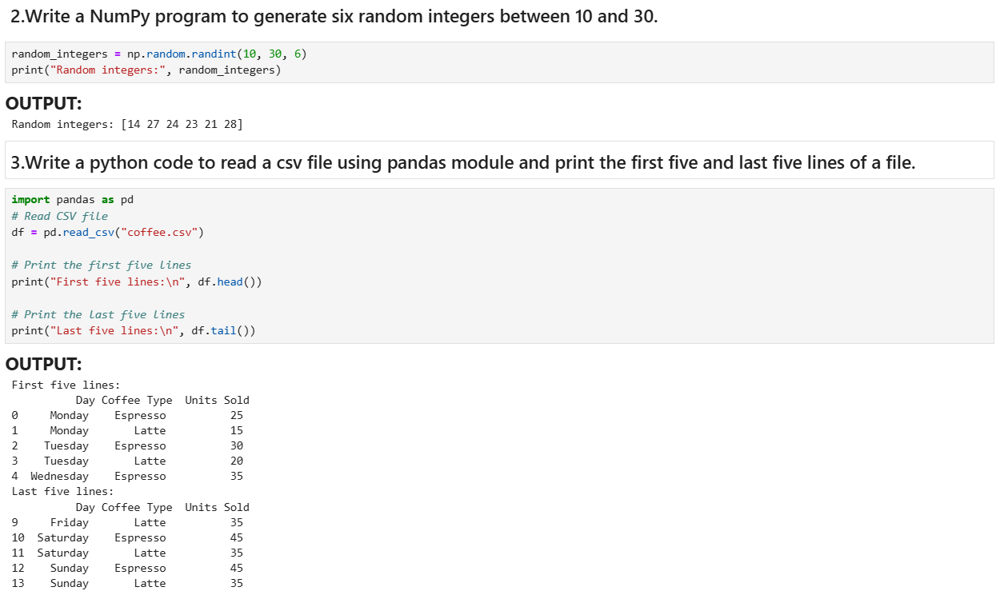 2.Write a NumPy program to generate six random integers between 10 and 30.
random_integers = np.random.randint(10, 30, 6)
print("Random integers:", random_integers)
OUTPUT:
Random integers: [14 27 24 23 21 28]
3.Write a python code to read a csv file using pandas module and print the first five and last five lines of a file.
import pandas as pd
# Read CSV file
df = pd.read_csv("coffee.csv")
# Print the first five lines
print("First five lines:\n", df.head())
# Print the last five lines
print("Last five lines:\n", df.tail())
OUTPUT:
First five lines:
          Day Coffee Type  Units Sold
0     Monday    Espresso          25
1     Monday       Latte          15
2    Tuesday    Espresso          30
3    Tuesday       Latte          20
4  Wednesday    Espresso          35
Last five lines:
          Day Coffee Type  Units Sold
9     Friday       Latte          35
10  Saturday    Espresso          45
11  Saturday       Latte          35
12    Sunday    Espresso          45
13    Sunday       Latte          35